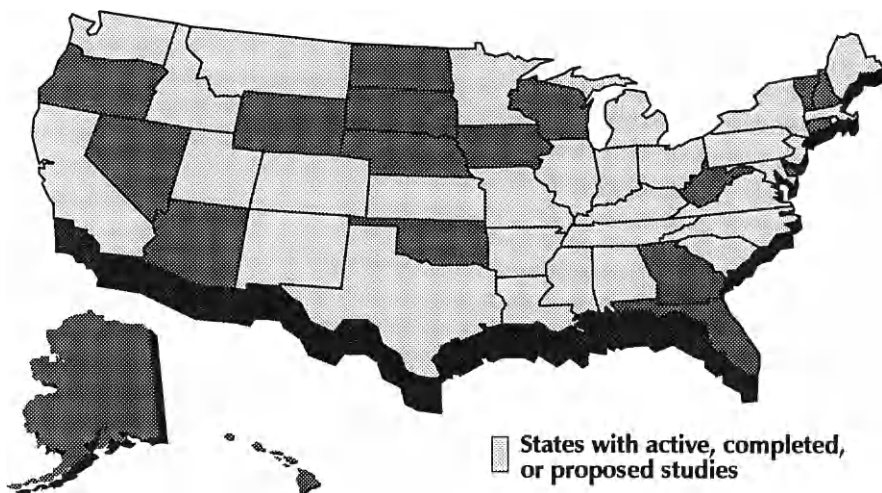 States with active, completed,
or proposed studies